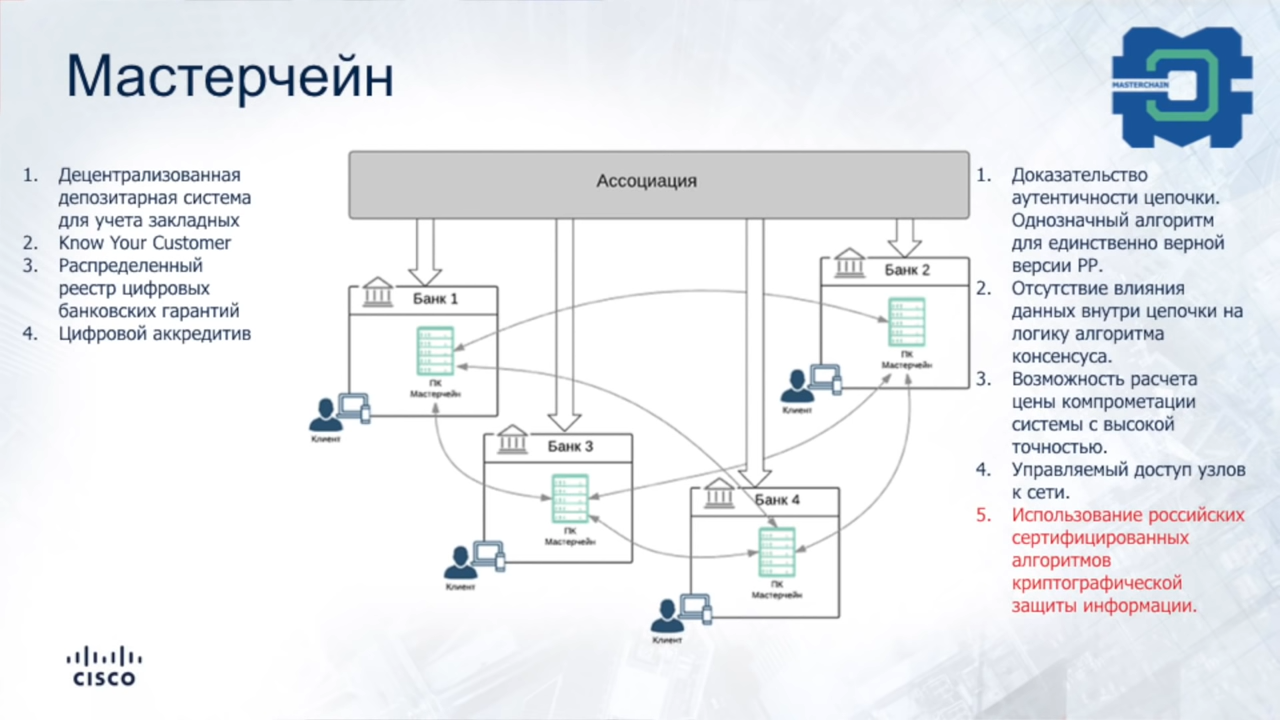 Мастерчейн
MASTERCHAIN
1. Децентрализованная
депозитарная система
для учета закладных
2. Know Your Customer
3. Распределенный
реестр цифровых
банковских гарантий
4. Цифровой аккредитив
Ассоциация
Банк 1
ПК
Мастерчейн
Клиент
Банк 2
ПК
Мастерчейн
Клиент
Банк 3
ПК
Мастерчейн
Клиент
Банк 4
ПК
Мастерчейн
Клиент
1. Доказательство
аутентичности цепочки.
Однозначный алгоритм
для единственно верной
версии РР.
2. Отсутствие влияния
данных внутри цепочки на
логику алгоритма
консенсуса.
3. Возможность расчета
цены компрометации
системы с высокой
точностью.
4. Управляемый доступ узлов
к сети.
5. Использование российских
сертифицированных
алгоритмов
криптографической
защиты информации.
CISCO